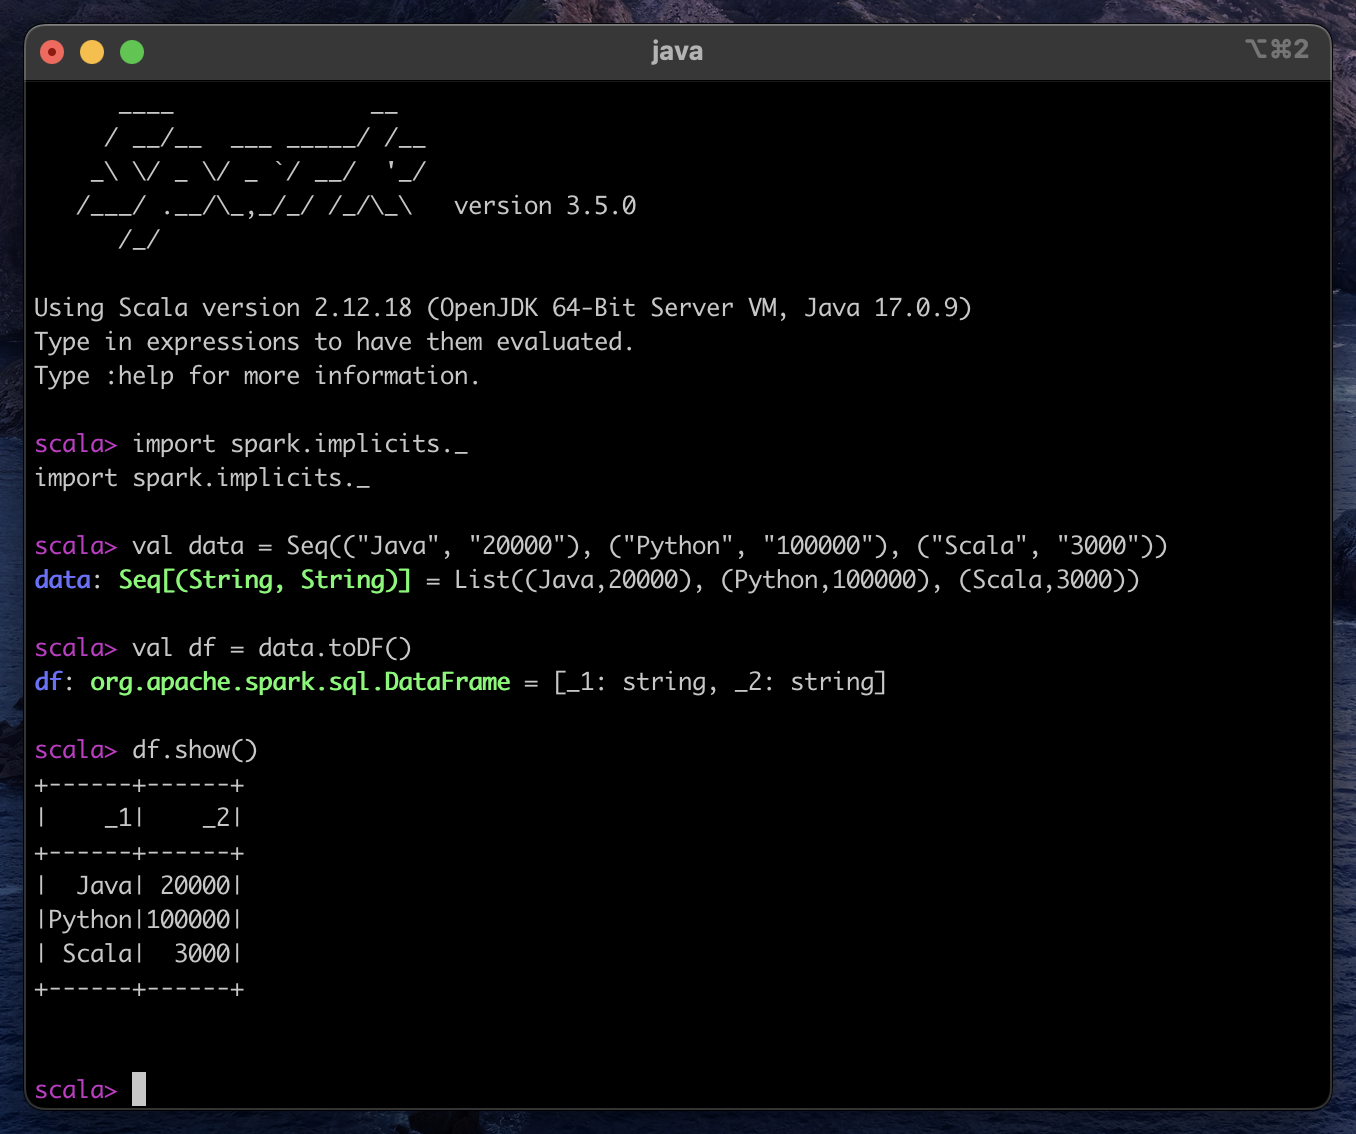 java
⌥⌘2
      ____              __
     / __/__  ___ _____/ /__
    _\ \/ _ \/ _ `/ __/  '_/
   /___/ .__/\_,_/_/ /_/\_\   version 3.5.0
      /_/
Using Scala version 2.12.18 (OpenJDK 64-Bit Server VM, Java 17.0.9)
Type in expressions to have them evaluated.
Type :help for more information.
scala> import spark.implicits._
import spark.implicits._
scala> val data = Seq(("Java", "20000"), ("Python", "100000"), ("Scala", "3000"))
data: Seq[(String, String)] = List((Java,20000), (Python,100000), (Scala,3000))
scala> val df = data.toDF()
df: org.apache.spark.sql.DataFrame = [_1: string, _2: string]
scala> df.show()
+------+------+
|    _1|    _2|
+------+------+
|  Java| 20000|
|Python|100000|
| Scala|  3000|
+------+------+
scala>